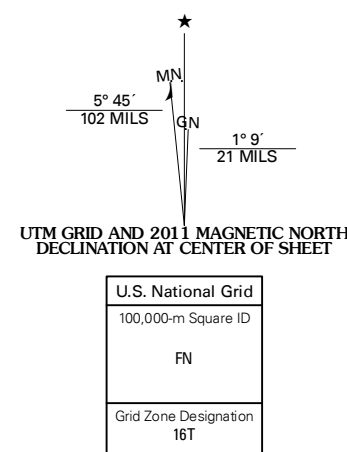 ★
MN
5° 45´
102 MILS
GN
1° 9´
21 MILS
UTM GRID AND 2011 MAGNETIC NORTH
DECLINATION AT CENTER OF SHEET
U.S. National Grid
100,000-m Square ID
FN
Grid Zone Designation
16T